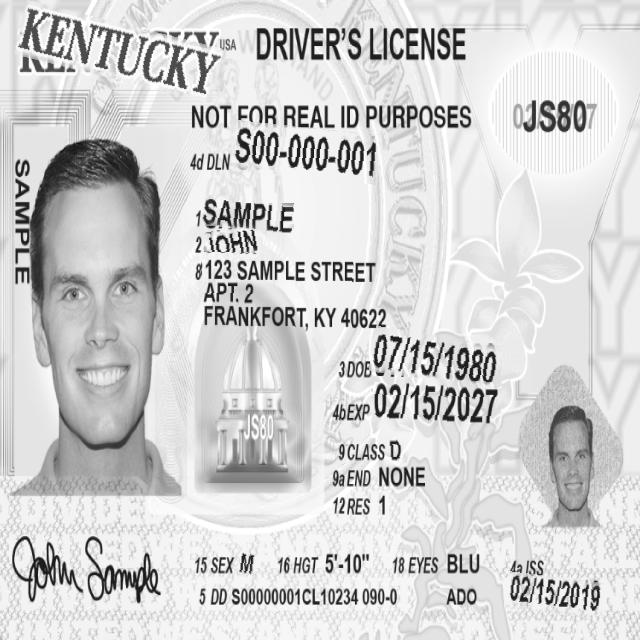 KENTUCKY USA DRIVER'S LICENSE
NOT FOR REAL ID PURPOSES
JS80
4d DLN S00-000-001
SAMPLE
1 SAMPLE
2 JOHN
8 123 SAMPLE STREET
APT. 2
FRANKFORT, KY 40622
3 DOB 07/15/1980
4b EXP 02/15/2027
JS80
9 CLASS D
9a END NONE
12 RES 1
John Sample
15 SEX M 16 HGT 5'-10" 18 EYES BLU
4a ISS
02/15/2019
5 DD S00000001CL10234 090-0 ADO